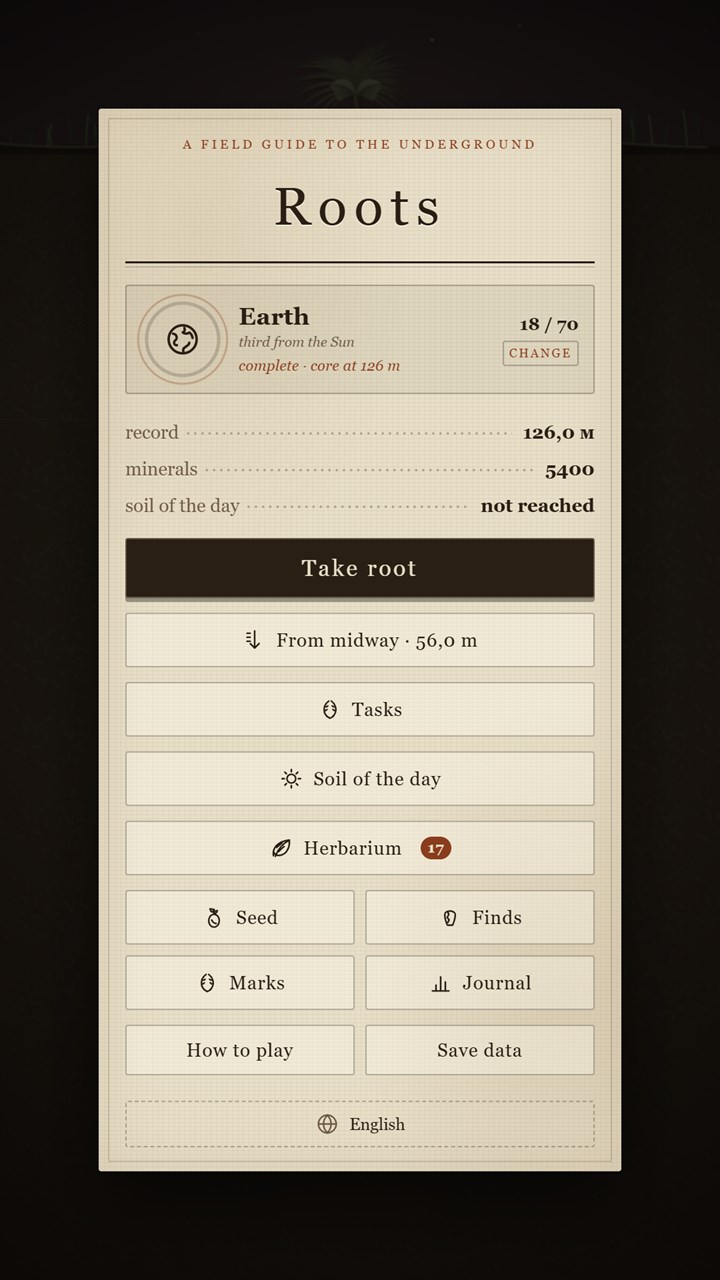 A FIELD GUIDE TO THE UNDERGROUND
Roots
Earth
third from the Sun
complete · core at 126 m
18 / 70
CHANGE
record 126,0 м
minerals 5400
soil of the day not reached
Take root
From midway · 56,0 m
Tasks
Soil of the day
Herbarium 17
Seed
Finds
Marks
Journal
How to play
Save data
English